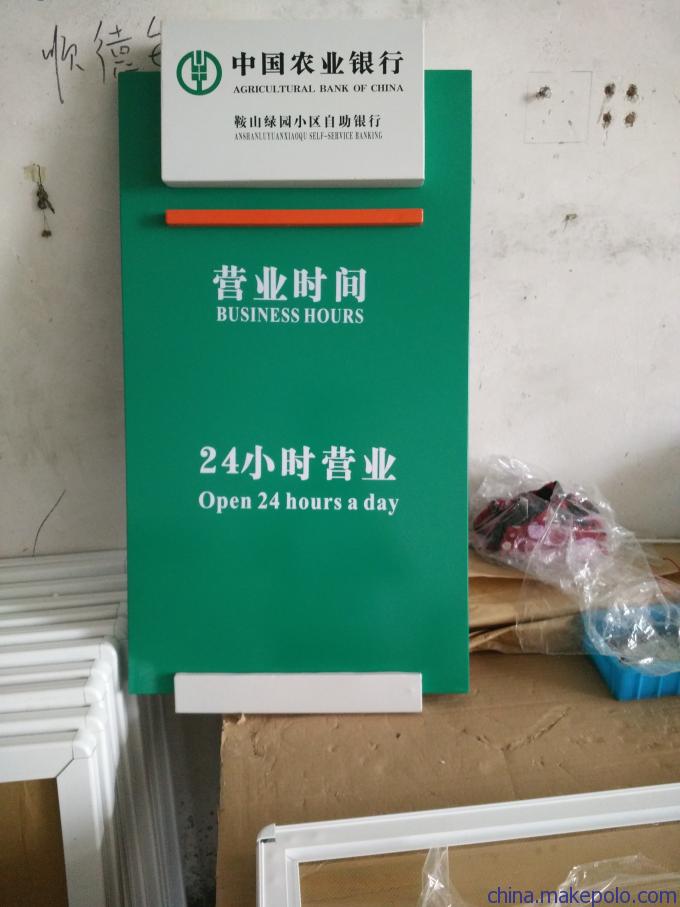 顺德
中国农业银行
AGRICULTURAL BANK OF CHINA
鞍山绿园小区自助银行
ANSHANLUYUANXIAOQU SELF-SERVICE BANKING
营业时间
BUSINESS HOURS
24小时营业
Open 24 hours a day
china.makepolo.com